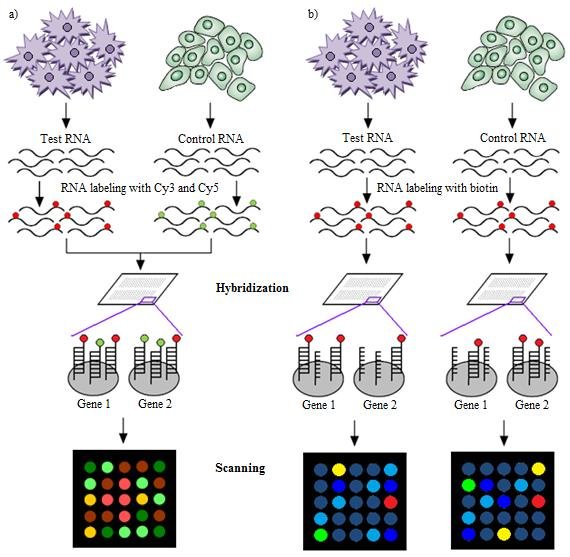 a)
b)
Test RNA
Control RNA
Test RNA
Control RNA
RNA labeling with Cy3 and Cy5
RNA labeling with biotin
Hybridization
Gene 1
Gene 2
Gene 1
Gene 2
Gene 1
Gene 2
Scanning